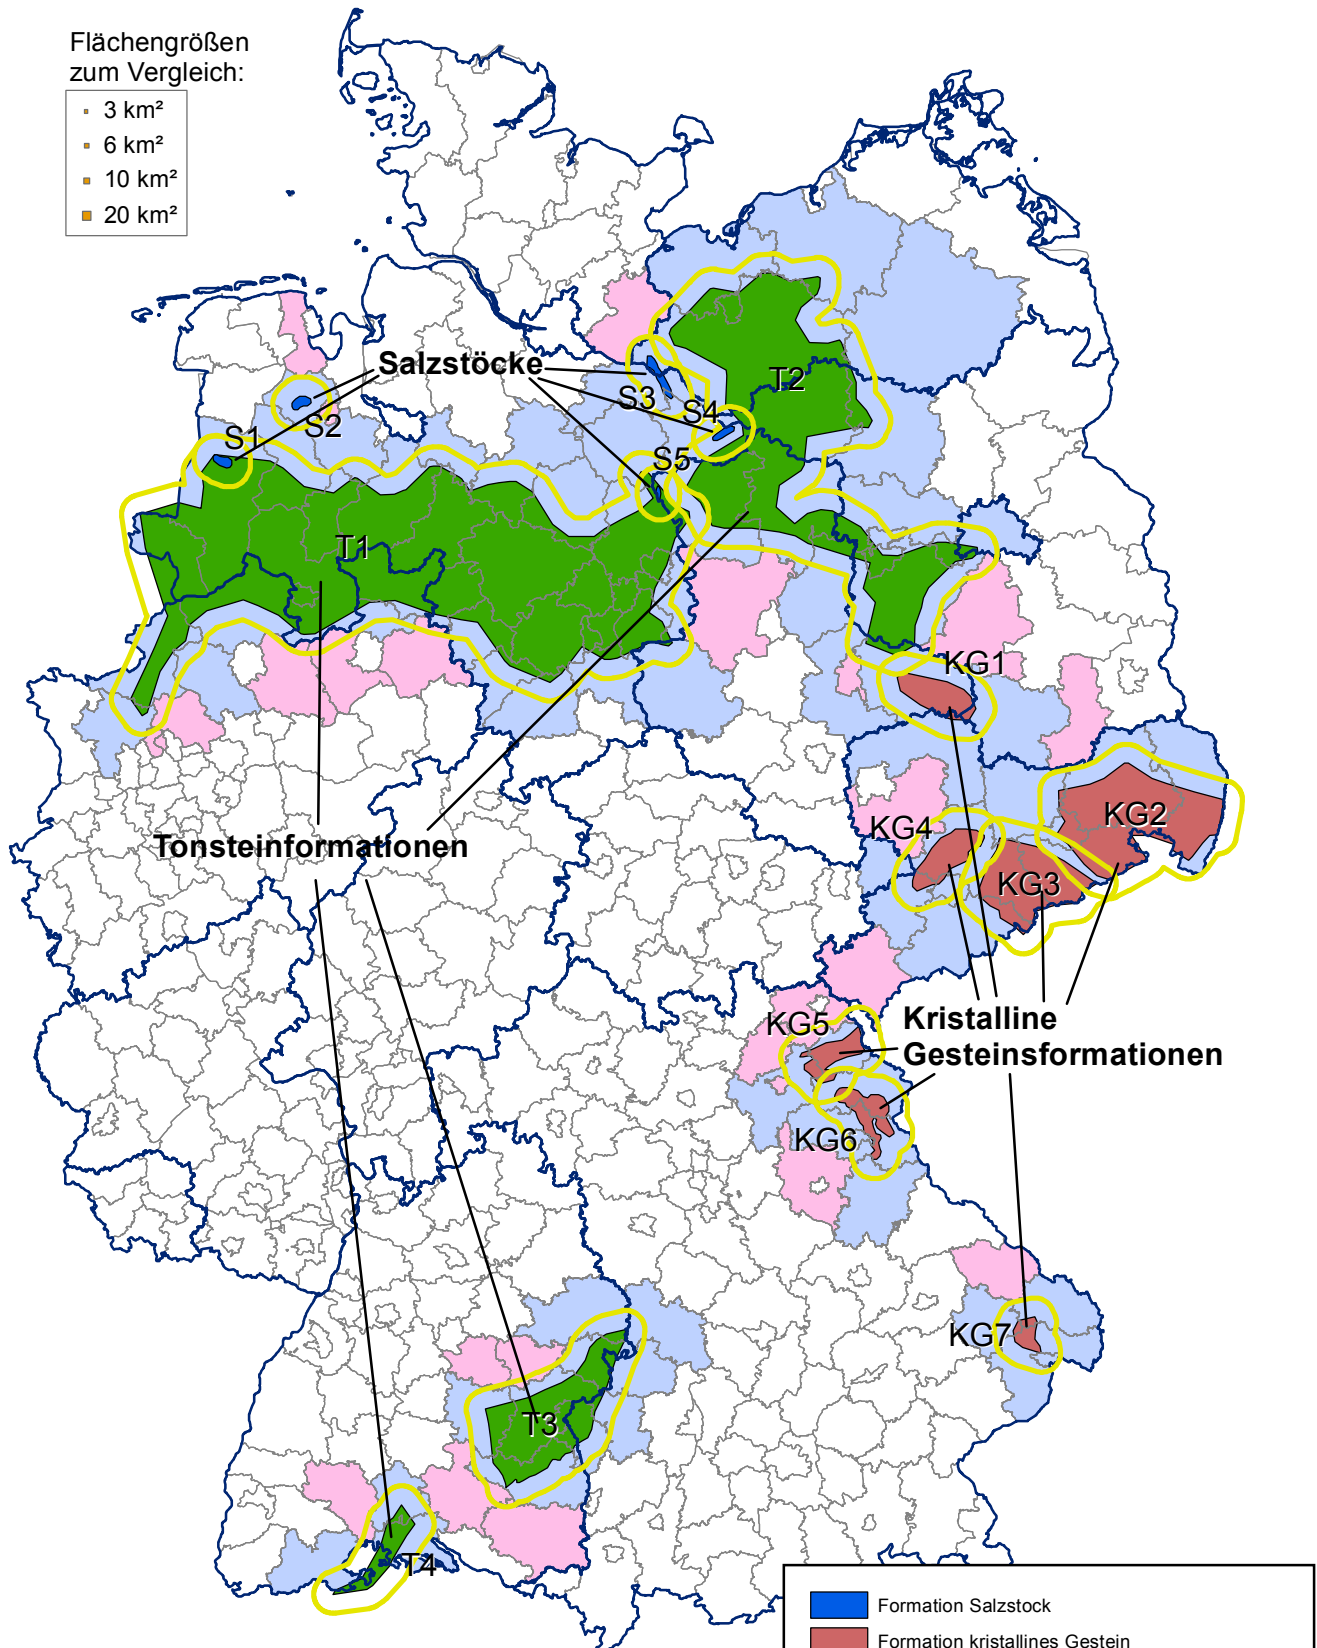 Flächengrößen
zum Vergleich:
3 km²
6 km²
10 km²
20 km²
Salzstöcke
S3
T2
S4
S2
S1
S5
T1
KG1
KG2
KG4
Tonsteinformationen
KG3
Kristalline
Gesteinsformationen
KG5
KG6
KG7
T3
T4
Formation Salzstock
Formation kristallines Gestein